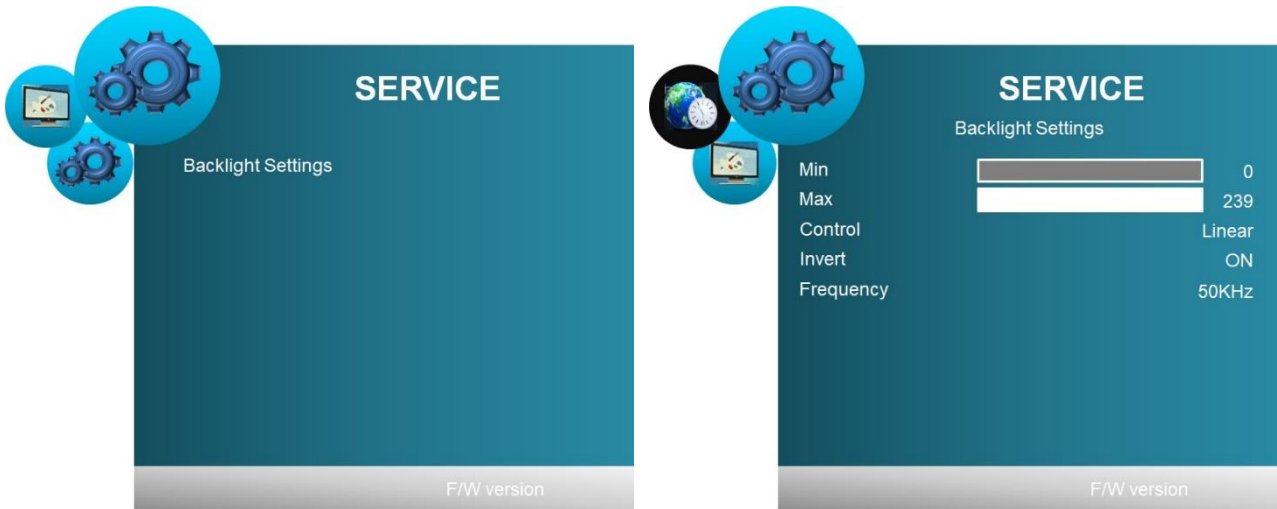 SERVICE
Backlight Settings
F/W version
SERVICE
Backlight Settings
Min 0
Max 239
Control Linear
Invert ON
Frequency 50KHz
F/W version